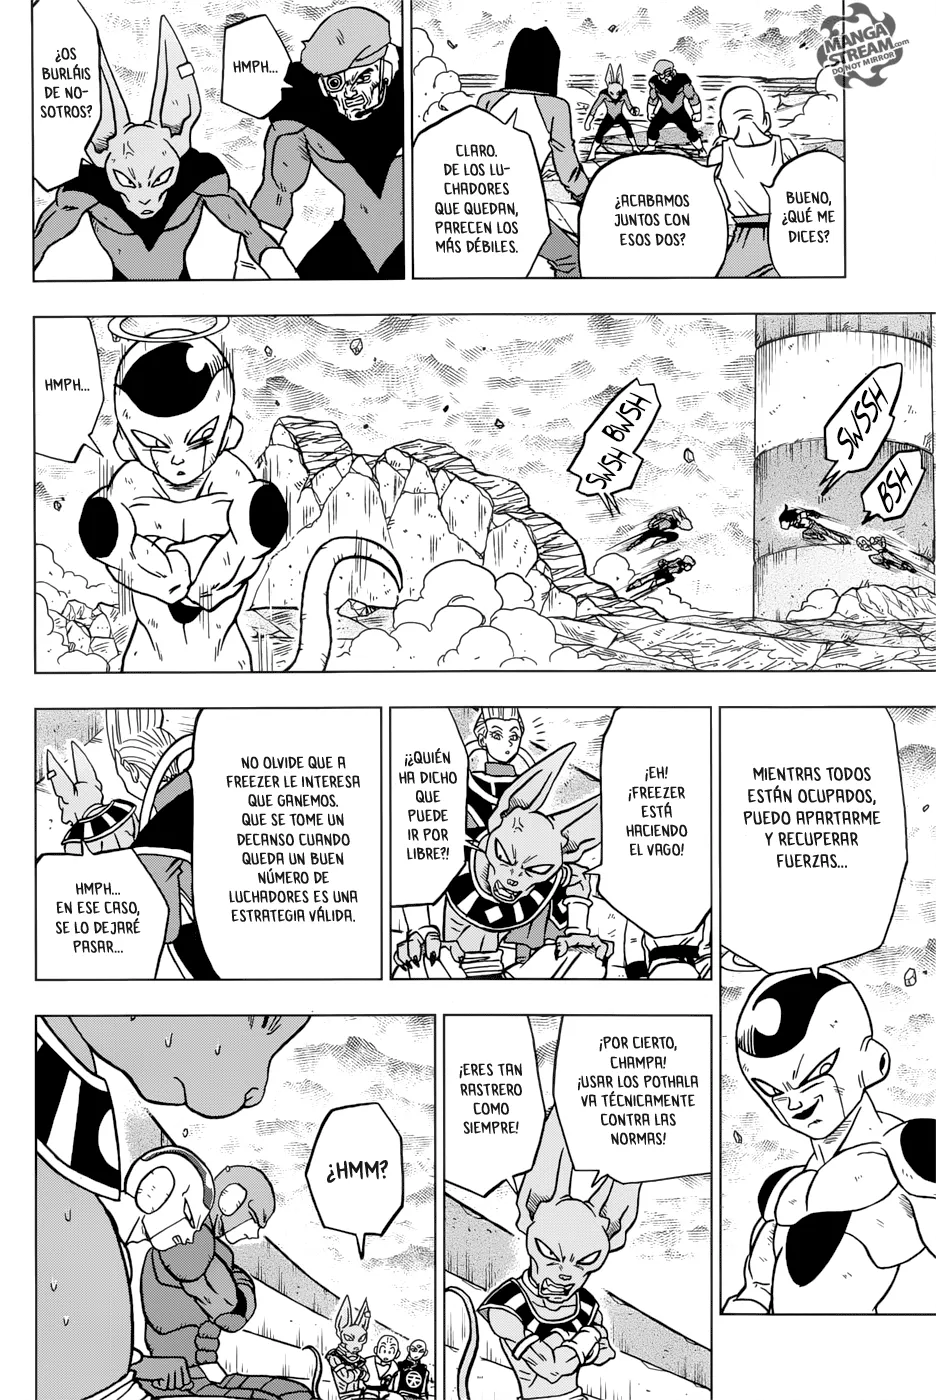 MANGA
STREAM.com
DO NOT MIRROR
BUENO,
¿QUÉ ME
DICES?
¿ACABAMOS
JUNTOS CON
ESOS DOS?
CLARO.
DE LOS LU-
CHADORES
QUE QUEDAN,
PARECEN LOS
MÁS DÉBILES.
HMPH...
¿OS
BURLÁIS
DE NO-
SOTROS?
SWSSH
BSH
SWSH BWSH
HMPH...
MIENTRAS TODOS
ESTÁN OCUPADOS,
PUEDO APARTARME
Y RECUPERAR
FUERZAS...
¡EH!
¡FREEZER
ESTÁ
HACIENDO
EL VAGO!
¡¿QUIÉN
HA DICHO
QUE
PUEDE
IR POR
LIBRE?!
NO OLVIDE QUE A
FREEZER LE INTERESA
QUE GANEMOS.
QUE SE TOME UN
DECANSO CUANDO
QUEDA UN BUEN
NÚMERO DE
LUCHADORES ES UNA
ESTRATEGIA VÁLIDA.
HMPH...
EN ESE CASO,
SE LO DEJARÉ
PASAR...
¡POR CIERTO,
CHAMPA!
¡USAR LOS POTHALA
VA TÉCNICAMENTE
CONTRA LAS
NORMAS!
¡ERES TAN
RASTRERO
COMO
SIEMPRE!
¿HMM?